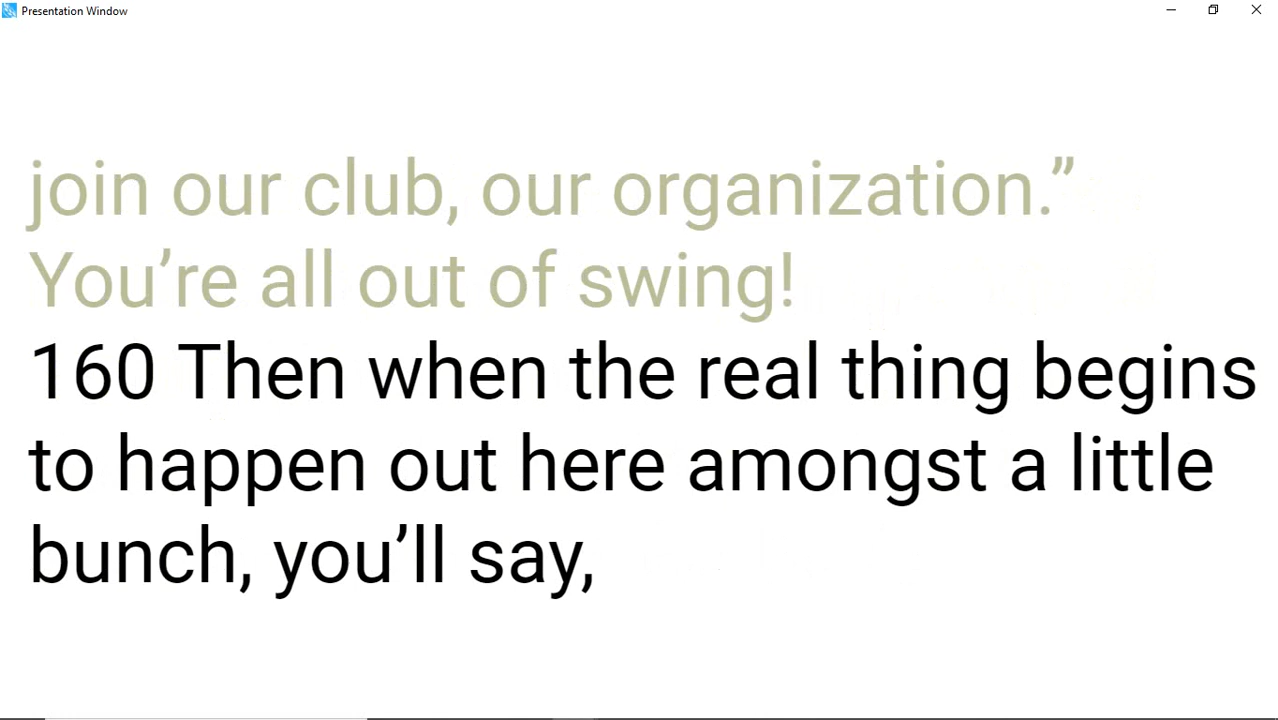 Presentation Window
join our club, our organization.”
You’re all out of swing!
160 Then when the real thing begins
to happen out here amongst a little
bunch, you’ll say,